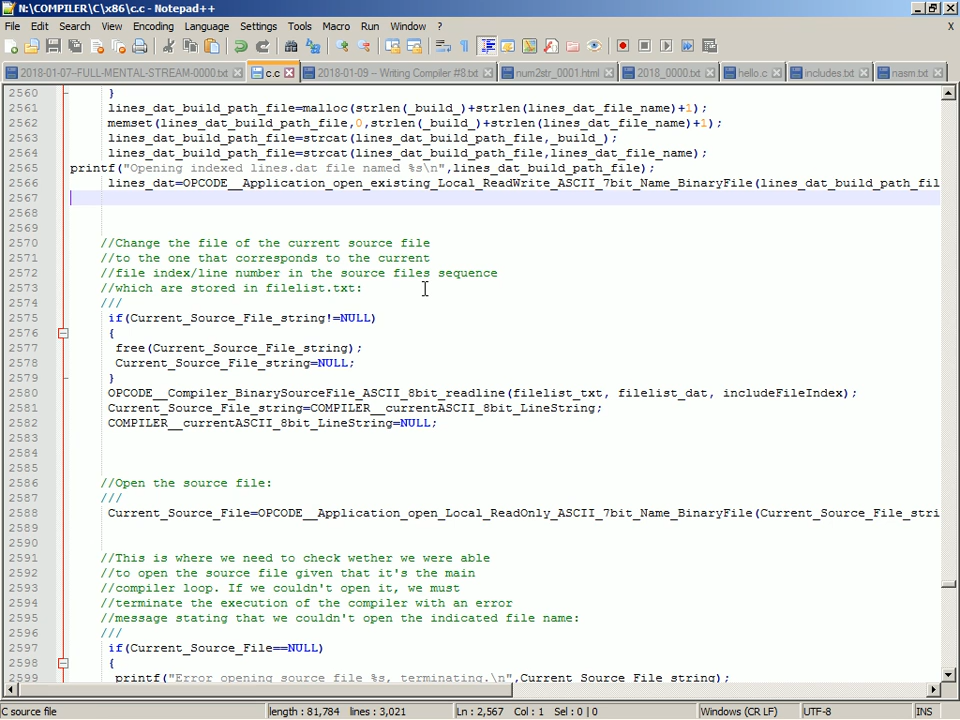 N:\COMPILER\C\x86\c.c - Notepad++
File Edit Search View Encoding Language Settings Tools Macro Run Window ? X
2018-01-07-FULL-MENTAL-STREAM-0000.txt c.c 2018-01-09 – Writing Compiler #8.txt num2str_0001.html 2018_0000.txt hello.c includes.txt nasm.txt
2560 }
2561 lines_dat_build_path_file=malloc(strlen(_build_)+strlen(lines_dat_file_name)+1);
2562 memset(lines_dat_build_path_file,0,strlen(_build_)+strlen(lines_dat_file_name)+1);
2563 lines_dat_build_path_file=strcat(lines_dat_build_path_file,_build_);
2564 lines_dat_build_path_file=strcat(lines_dat_build_path_file,lines_dat_file_name);
2565 printf("Opening indexed lines.dat file named %s\n",lines_dat_build_path_file);
2566 lines_dat=OPCODE__Application_open_existing_Local_ReadWrite_ASCII_7bit_Name_BinaryFile(lines_dat_build_path_fil
2567
2568
2569
2570 //Change the file of the current source file
2571 //to the one that corresponds to the current
2572 //file index/line number in the source files sequence
2573 //which are stored in filelist.txt:
2574 ///
2575 if(Current_Source_File_string!=NULL)
2576 {
2577 free(Current_Source_File_string);
2578 Current_Source_File_string=NULL;
2579 }
2580 OPCODE__Compiler_BinarySourceFile_ASCII_8bit_readline(filelist_txt, filelist_dat, includeFileIndex);
2581 Current_Source_File_string=COMPILER__currentASCII_8bit_LineString;
2582 COMPILER__currentASCII_8bit_LineString=NULL;
2583
2584
2585
2586 //Open the source file:
2587 ///
2588 Current_Source_File=OPCODE__Application_open_Local_ReadOnly_ASCII_7bit_Name_BinaryFile(Current_Source_File_stri
2589
2590
2591 //This is where we need to check wether we were able
2592 //to open the source file given that it's the main
2593 //compiler loop. If we couldn't open it, we must
2594 //terminate the execution of the compiler with an error
2595 //message stating that we couldn't open the indicated file name:
2596 ///
2597 if(Current_Source_File==NULL)
2598 {
2599 printf("Error opening source file %s, terminating.\n",Current_Source_File_string);
C source file length : 81,784 lines : 3,021 Ln : 2,567 Col : 1 Sel : 0 | 0 Windows (CR LF) UTF-8 INS